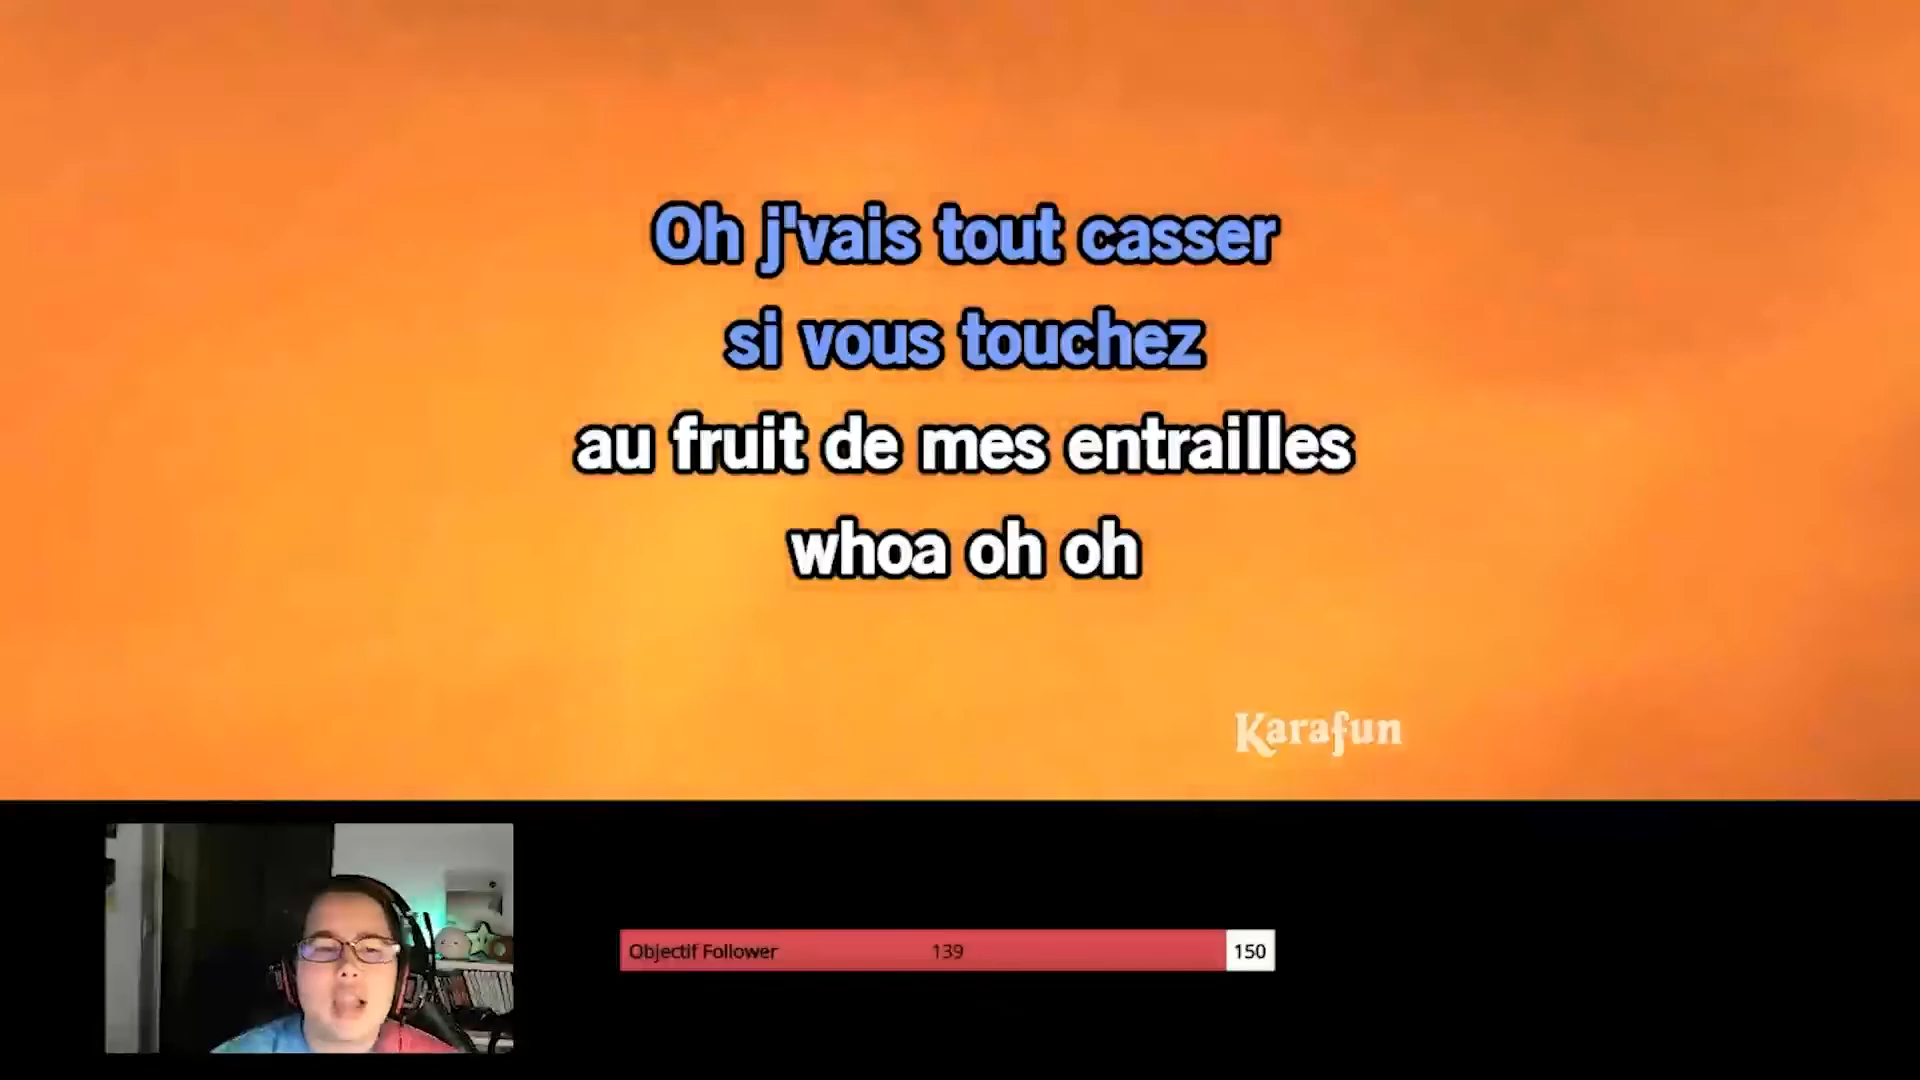 Oh j'vais tout casser
si vous touchez
au fruit de mes entrailles
whoa oh oh
Karafun
Objectif Follower 139 150